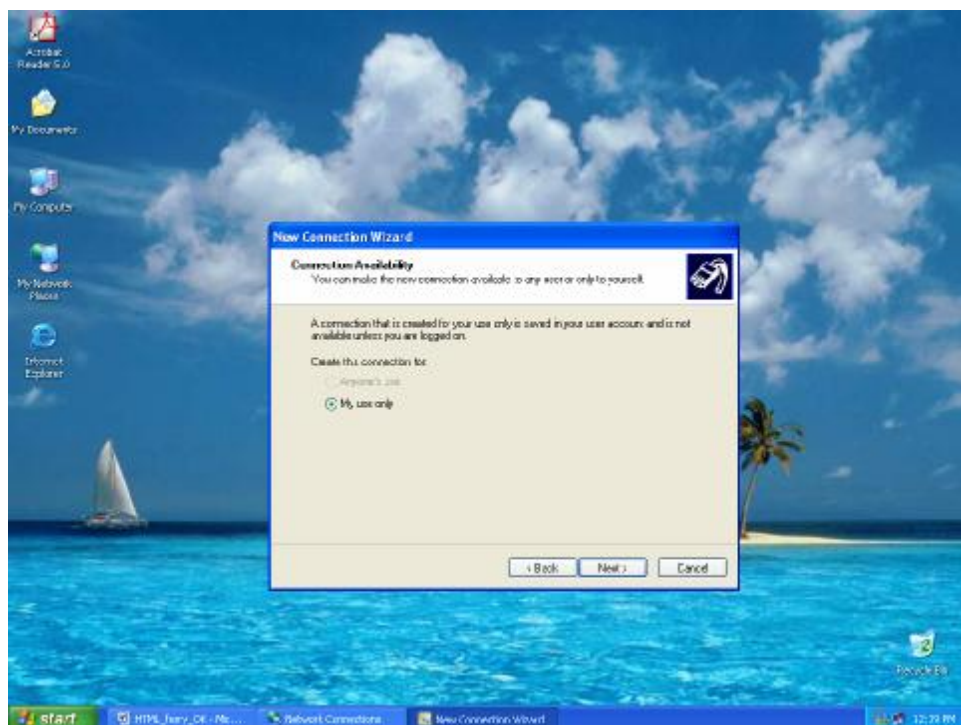 Acrobat
Reader 5.0
My Documents
My Computer
My Network
Places
Internet
Explorer
New Connection Wizard
Connection Availability
You can make the new connection available to any user or only to yourself.
A connection that is created for your use only is saved in your user account and is not
available unless you are logged on.
Create this connection for:
Anyone's use
My use only
< Back
Next >
Cancel
Recycle Bin
start
Network Connections
New Connection Wizard